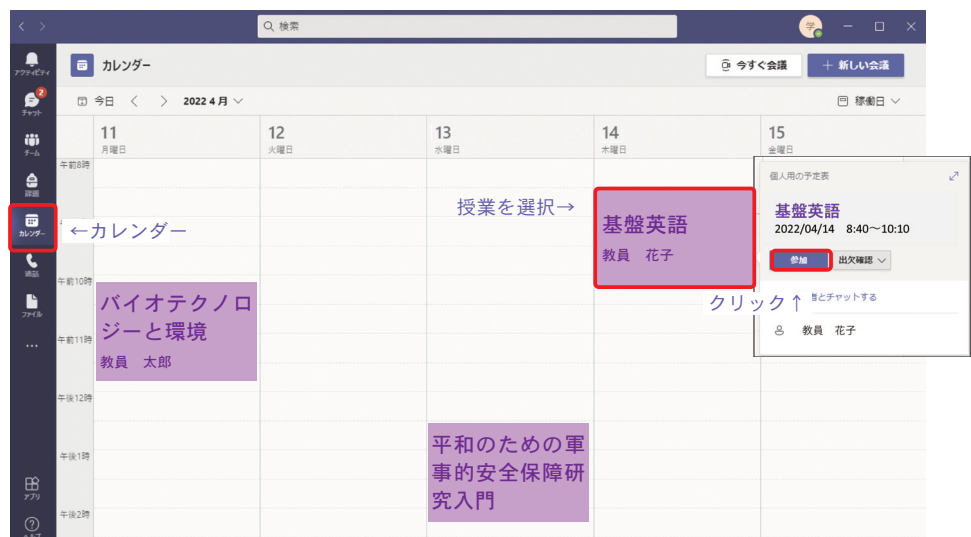 検索
学
アクティビティ
2
チャット
チーム
課題
カレンダー
通話
ファイル
...
アプリ
ヘルプ
カレンダー
今すぐ会議
+ 新しい会議
今日
2022 4 月
稼働日
11
月曜日
12
火曜日
13
水曜日
14
木曜日
15
金曜日
午前8時
午前10時
午前11時
午後12時
午後1時
午後2時
←カレンダー
授業を選択→
基盤英語
教員 花子
バイオテクノロ
ジーと環境
教員 太郎
平和のための軍
事的安全保障研
究入門
個人用の予定表
基盤英語
2022/04/14 8:40～10:10
参加
出欠確認
クリック↑
とチャットする
教員 花子